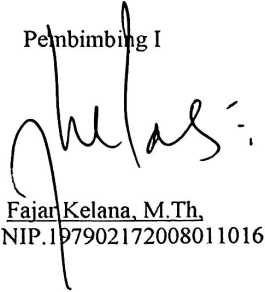 Pembimbing I
Fajar Kelana, M.Th,
NIP.197902172008011016